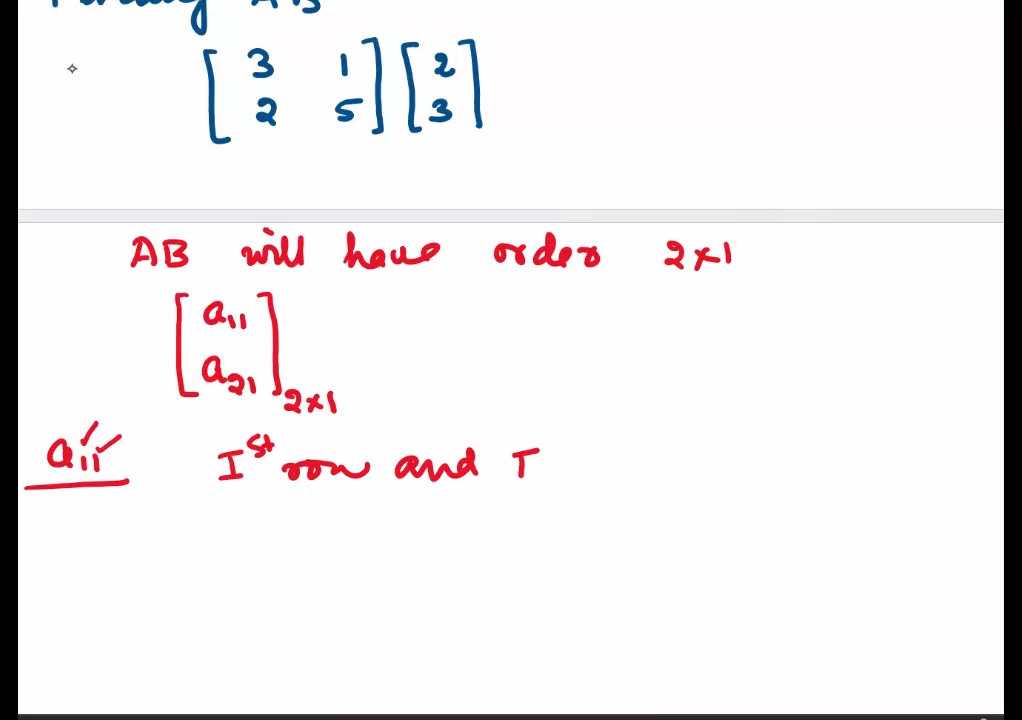 AB
[ 3 1 ] [ 2 ]
[ 2 5 ] [ 3 ]
AB will have order 2×1
[ a11 ]
[ a21 ]2×1
a11 Ist row and I